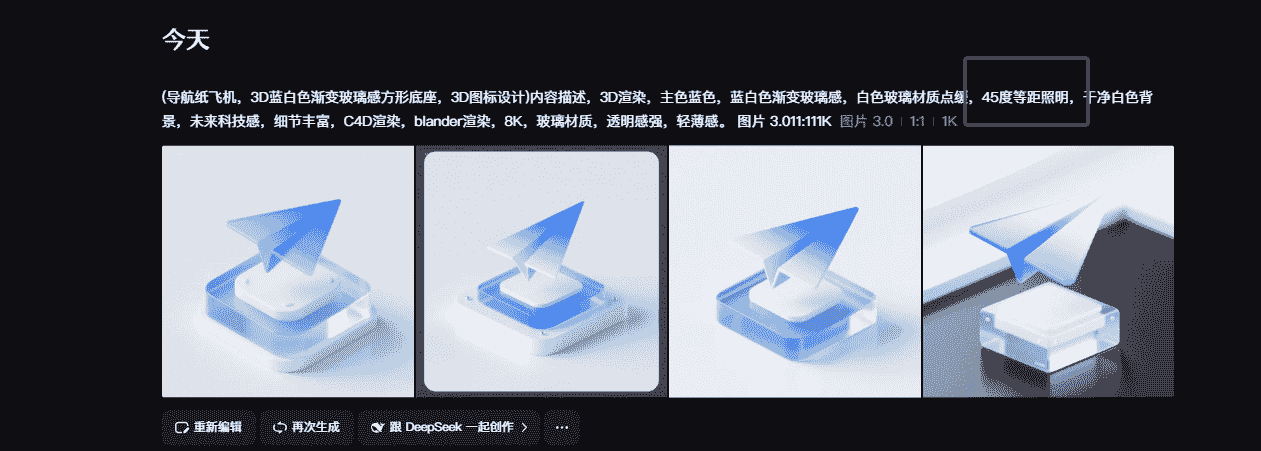 今天
(导航纸飞机，3D蓝白色渐变玻璃感方形底座，3D图标设计)内容描述，3D渲染，主色蓝色，蓝白色渐变玻璃感，白色玻璃材质点缀，45度等距照明，干净白色背
景，未来科技感，细节丰富，C4D渲染，blander渲染，8K，玻璃材质，透明感强，轻薄感。 图片 3.011:111K 图片 3.0 | 1:1 | 1K
重新编辑 再次生成 跟 DeepSeek 一起创作 > ···